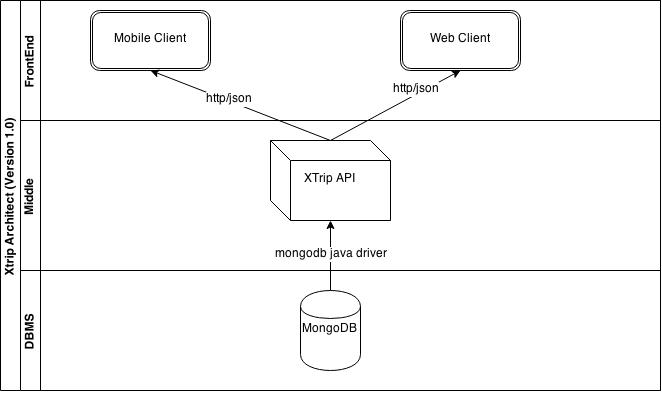 Xtrip Architect (Version 1.0)
FrontEnd
Mobile Client
Web Client
http/json
http/json
Middle
XTrip API
mongodb java driver
DBMS
MongoDB